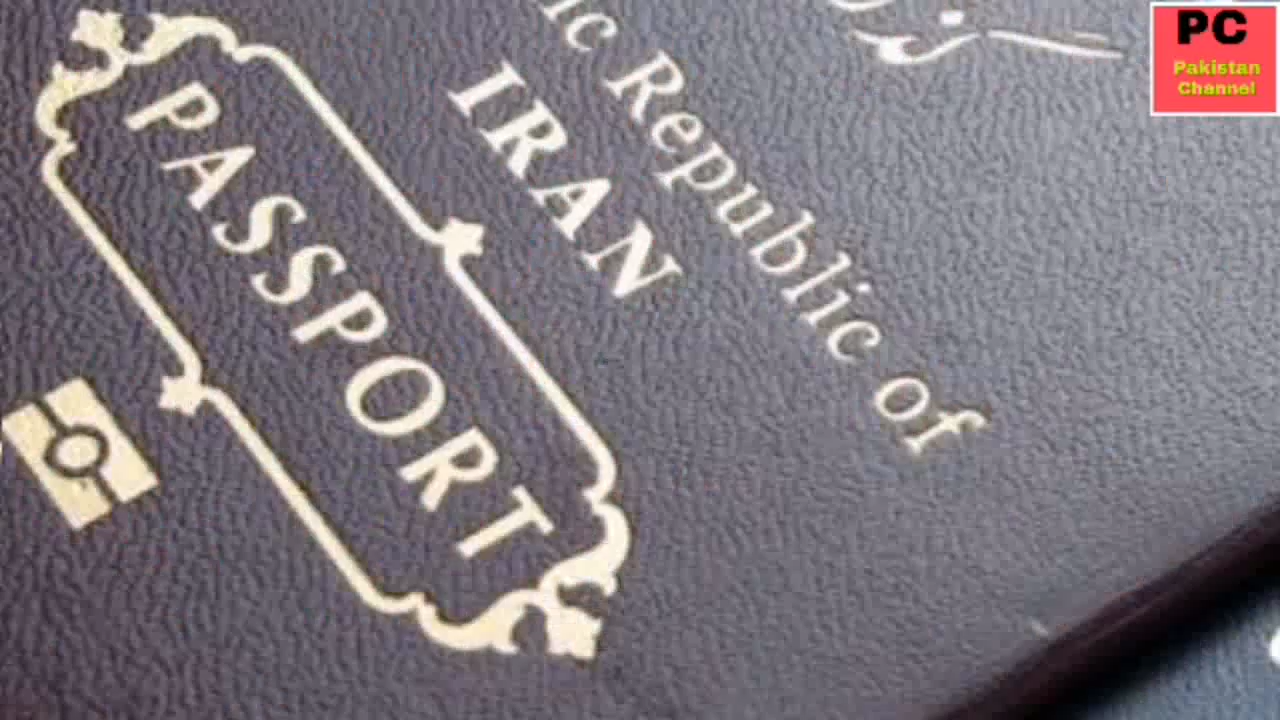 ic Republic of
IRAN
PASSPORT
PC
Pakistan
Channel